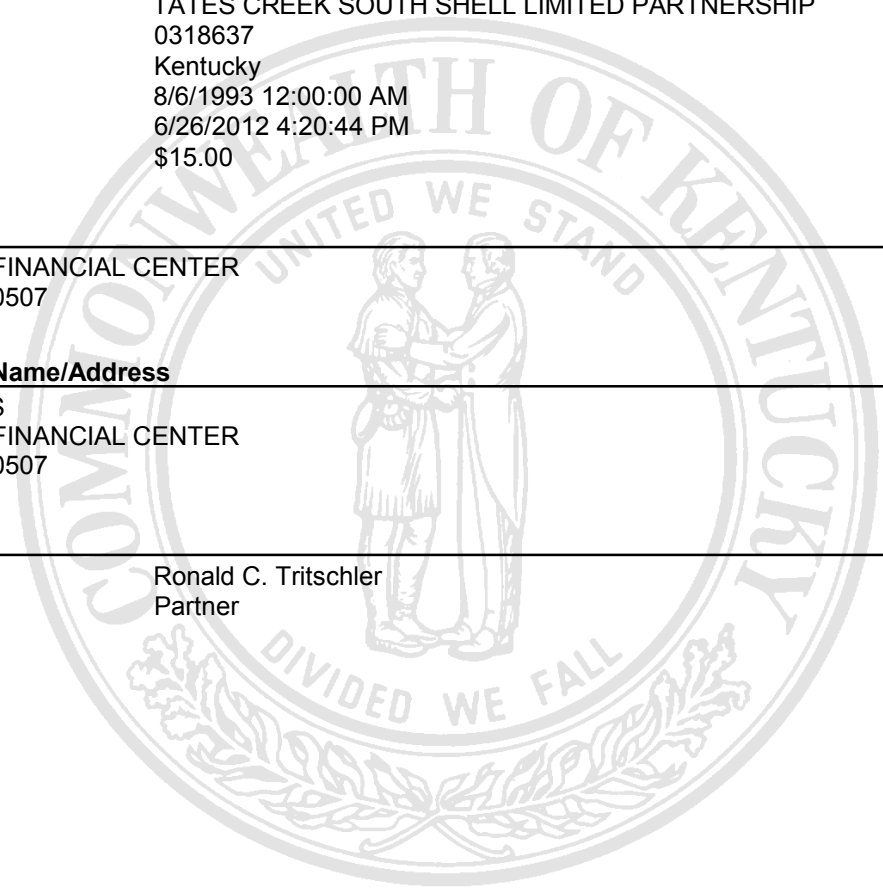 TATES CREEK SOUTH SHELL LIMITED PARTNERSHIP
0318637
Kentucky
8/6/1993 12:00:00 AM
6/26/2012 4:20:44 PM
$15.00
FINANCIAL CENTER
0507
Name/Address
S
FINANCIAL CENTER
0507
Ronald C. Tritschler
Partner
COMMONWEALTH OF KENTUCKY
UNITED WE STAND
DIVIDED WE FALL